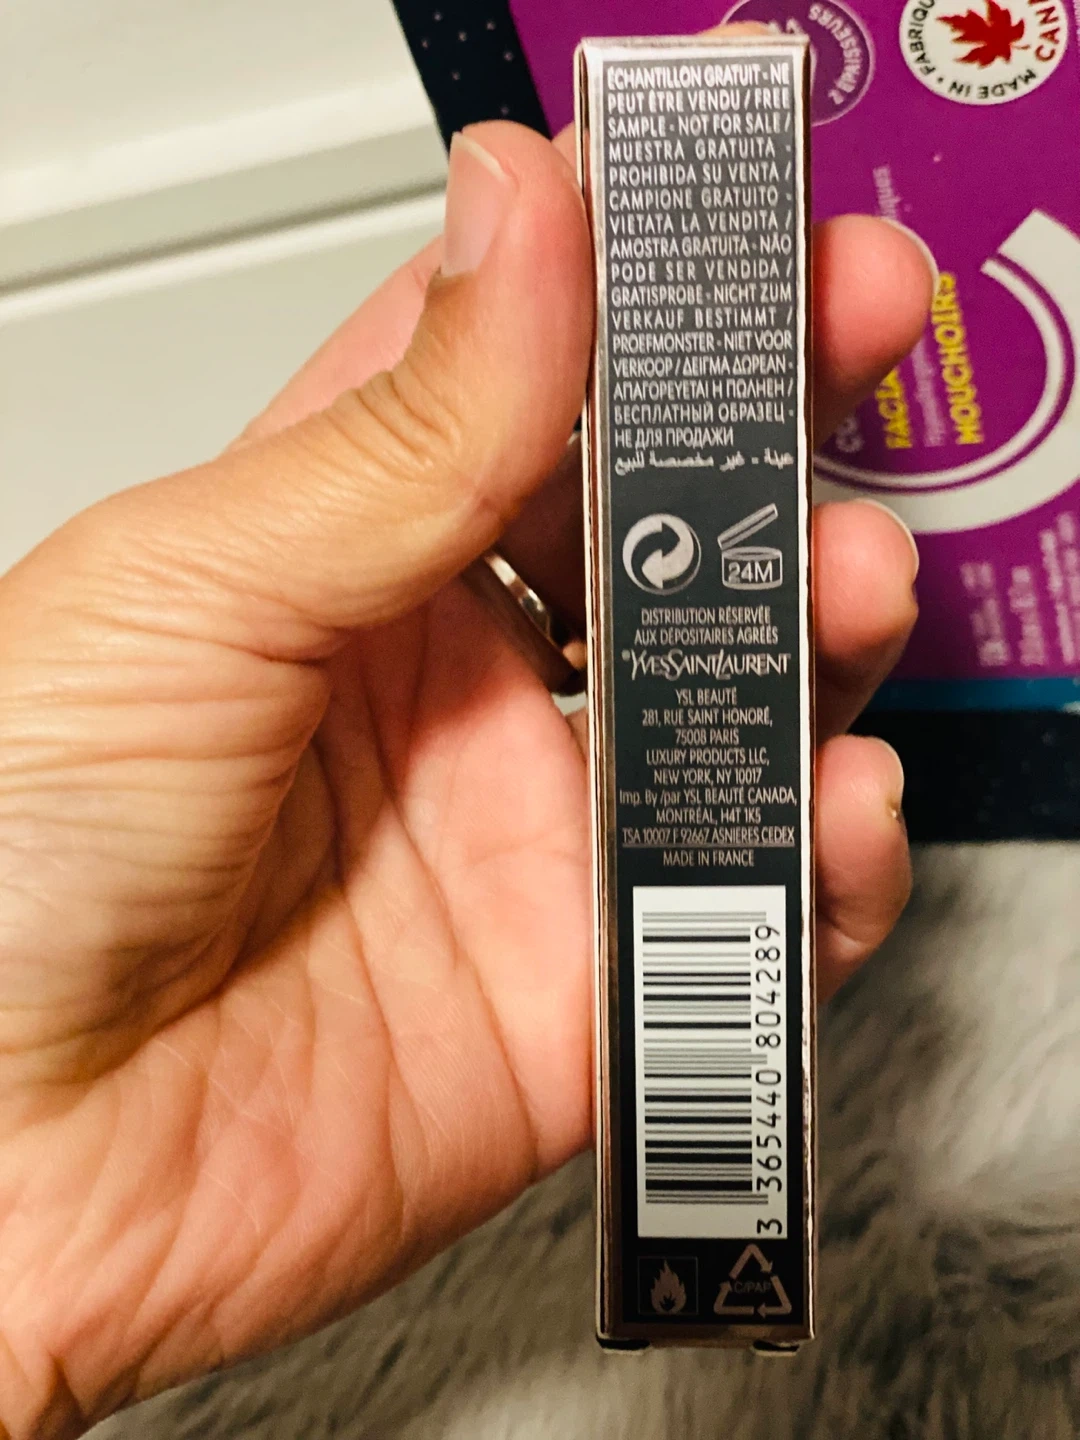 ÉCHANTILLON GRATUIT - NE
PEUT ÊTRE VENDU / FREE
SAMPLE - NOT FOR SALE /
MUESTRA GRATUITA -
PROHIBIDA SU VENTA /
CAMPIONE GRATUITO -
VIETATA LA VENDITA /
AMOSTRA GRATUITA - NÃO
PODE SER VENDIDA /
GRATISPROBE - NICHT ZUM
VERKAUF BESTIMMT /
PROEFMONSTER - NIET VOOR
VERKOOP / ΔΕΙΓΜΑ ΔΩΡΕΑΝ -
ΑΠΑΓΟΡΕΥΕΤΑΙ Η ΠΩΛΗΣΗ /
БЕСПЛАТНЫЙ ОБРАЗЕЦ -
НЕ ДЛЯ ПРОДАЖИ
عينة - غير مخصصة للبيع
24M
DISTRIBUTION RÉSERVÉE
AUX DÉPOSITAIRES AGRÉÉS
YVESSAINTLAURENT
YSL BEAUTÉ
281, RUE SAINT HONORÉ,
75008 PARIS
LUXURY PRODUCTS LLC,
NEW YORK, NY 10017
Imp. By /par YSL BEAUTÉ CANADA,
MONTRÉAL, H4T 1K5
TSA 10007 F 92667 ASNIERES CEDEX
MADE IN FRANCE
3 365440 804289
C/PAP
2 ÉPAISSEURS
MADE IN
MOUCHOIRS